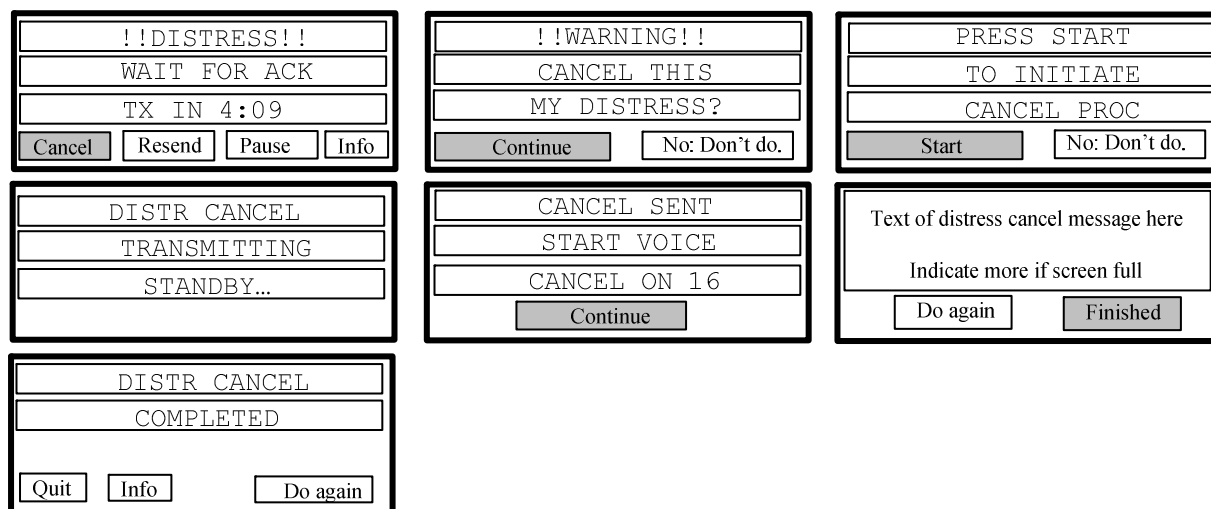 !!DISTRESS!!
WAIT FOR ACK
TX IN 4:09
Cancel Resend Pause Info
!!WARNING!!
CANCEL THIS
MY DISTRESS?
Continue No: Don't do.
PRESS START
TO INITIATE
CANCEL PROC
Start No: Don't do.
DISTR CANCEL
TRANSMITTING
STANDBY…
CANCEL SENT
START VOICE
CANCEL ON 16
Continue
Text of distress cancel message here
Indicate more if screen full
Do again Finished
DISTR CANCEL
COMPLETED
Quit Info Do again